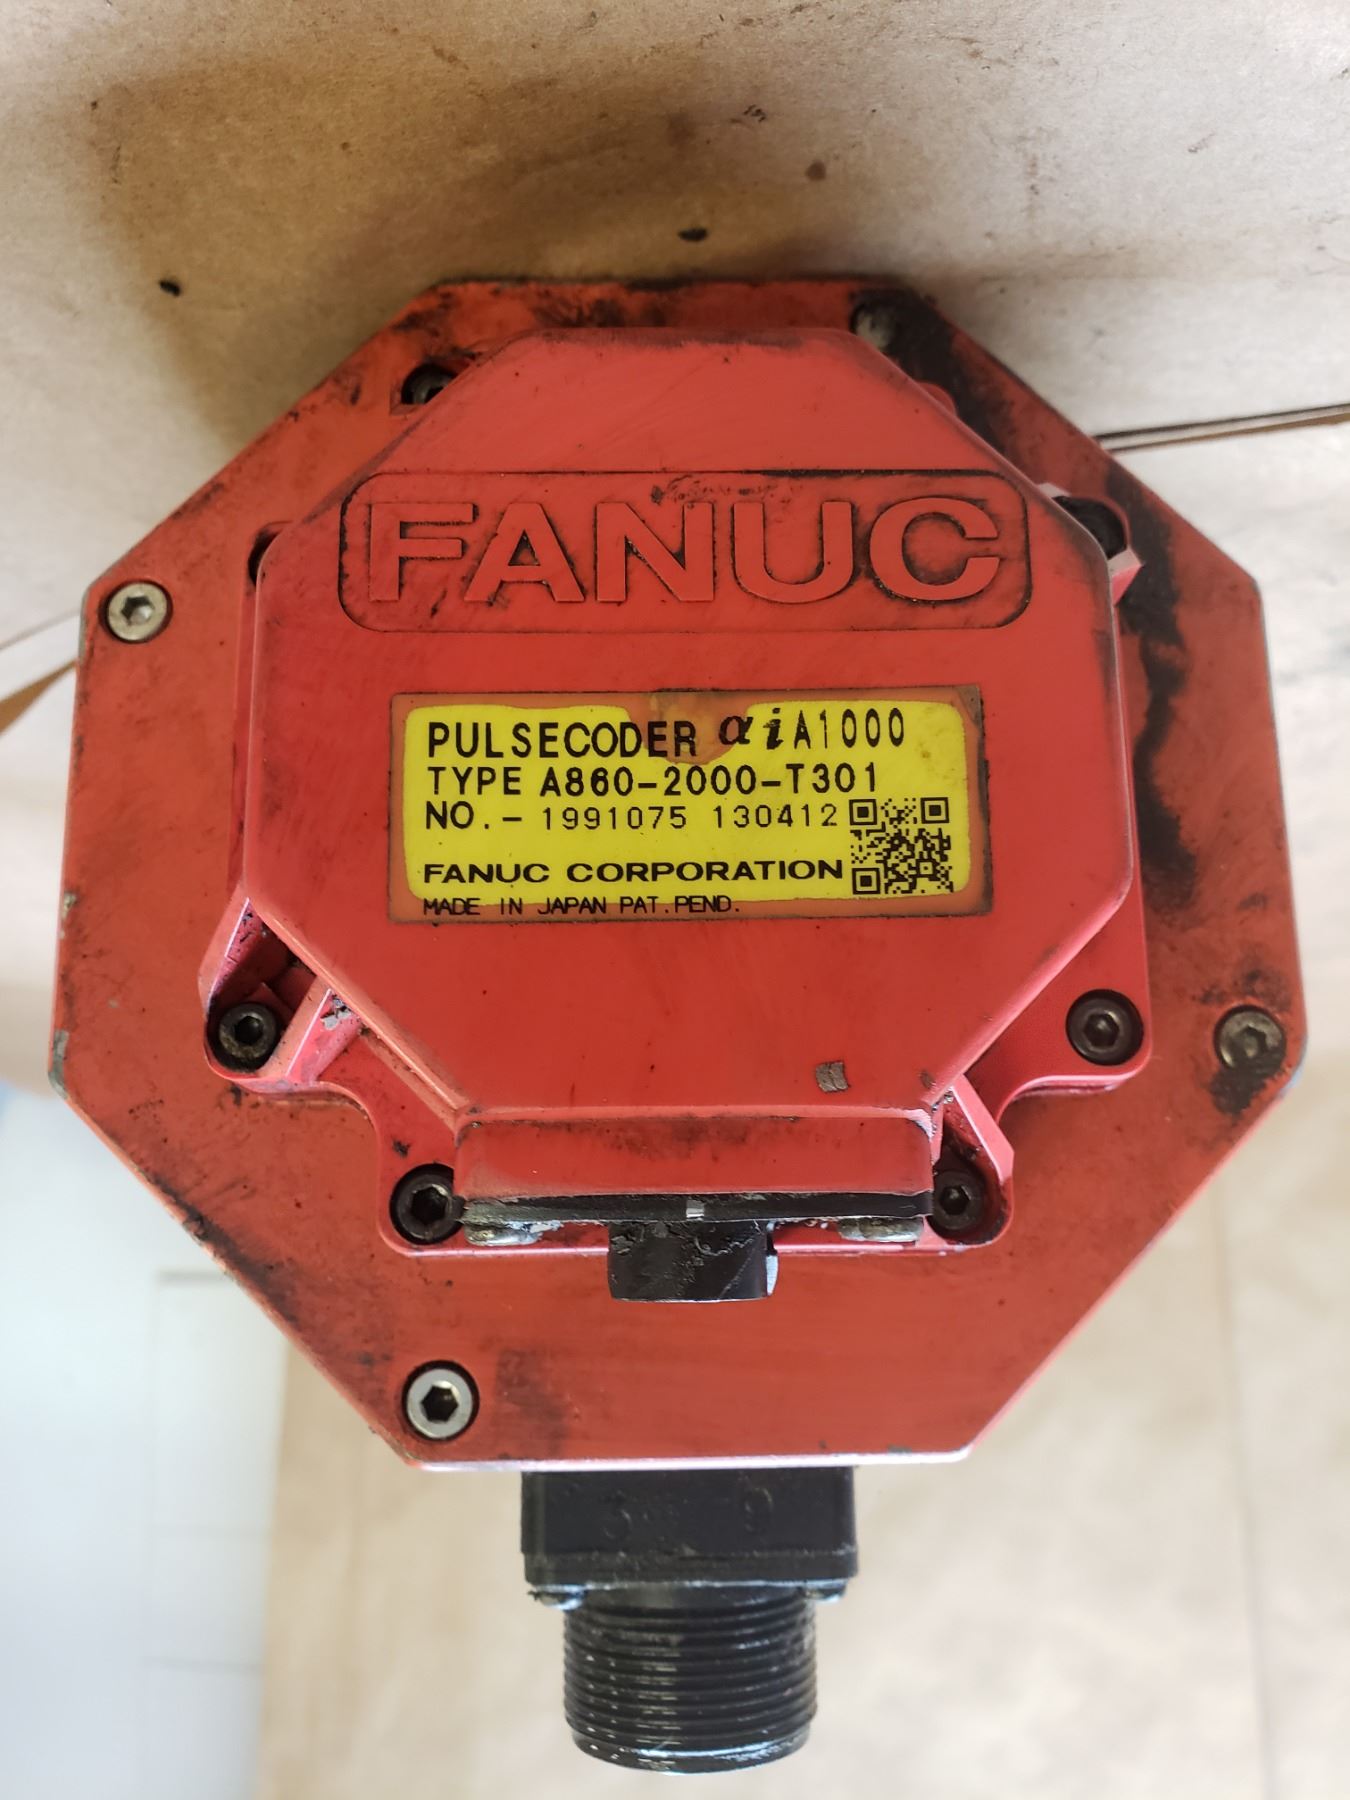 FANUC
PULSECODER αiA1000
TYPE A860-2000-T301
NO.- 1991075 130412
FANUC CORPORATION
MADE IN JAPAN PAT.PEND.